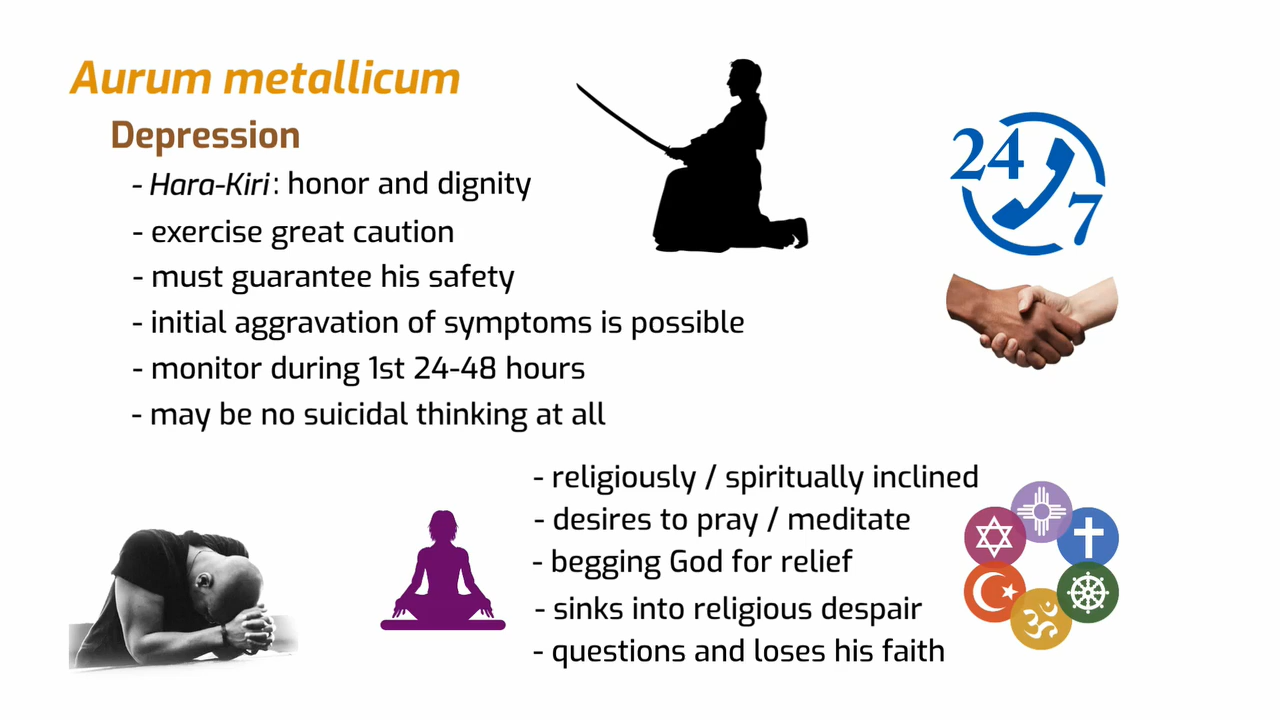 Aurum metallicum
Depression
- Hara-Kiri: honor and dignity
- exercise great caution
- must guarantee his safety
- initial aggravation of symptoms is possible
- monitor during 1st 24-48 hours
- may be no suicidal thinking at all
24
7
- religiously / spiritually inclined
- desires to pray / meditate
- begging God for relief
- sinks into religious despair
- questions and loses his faith